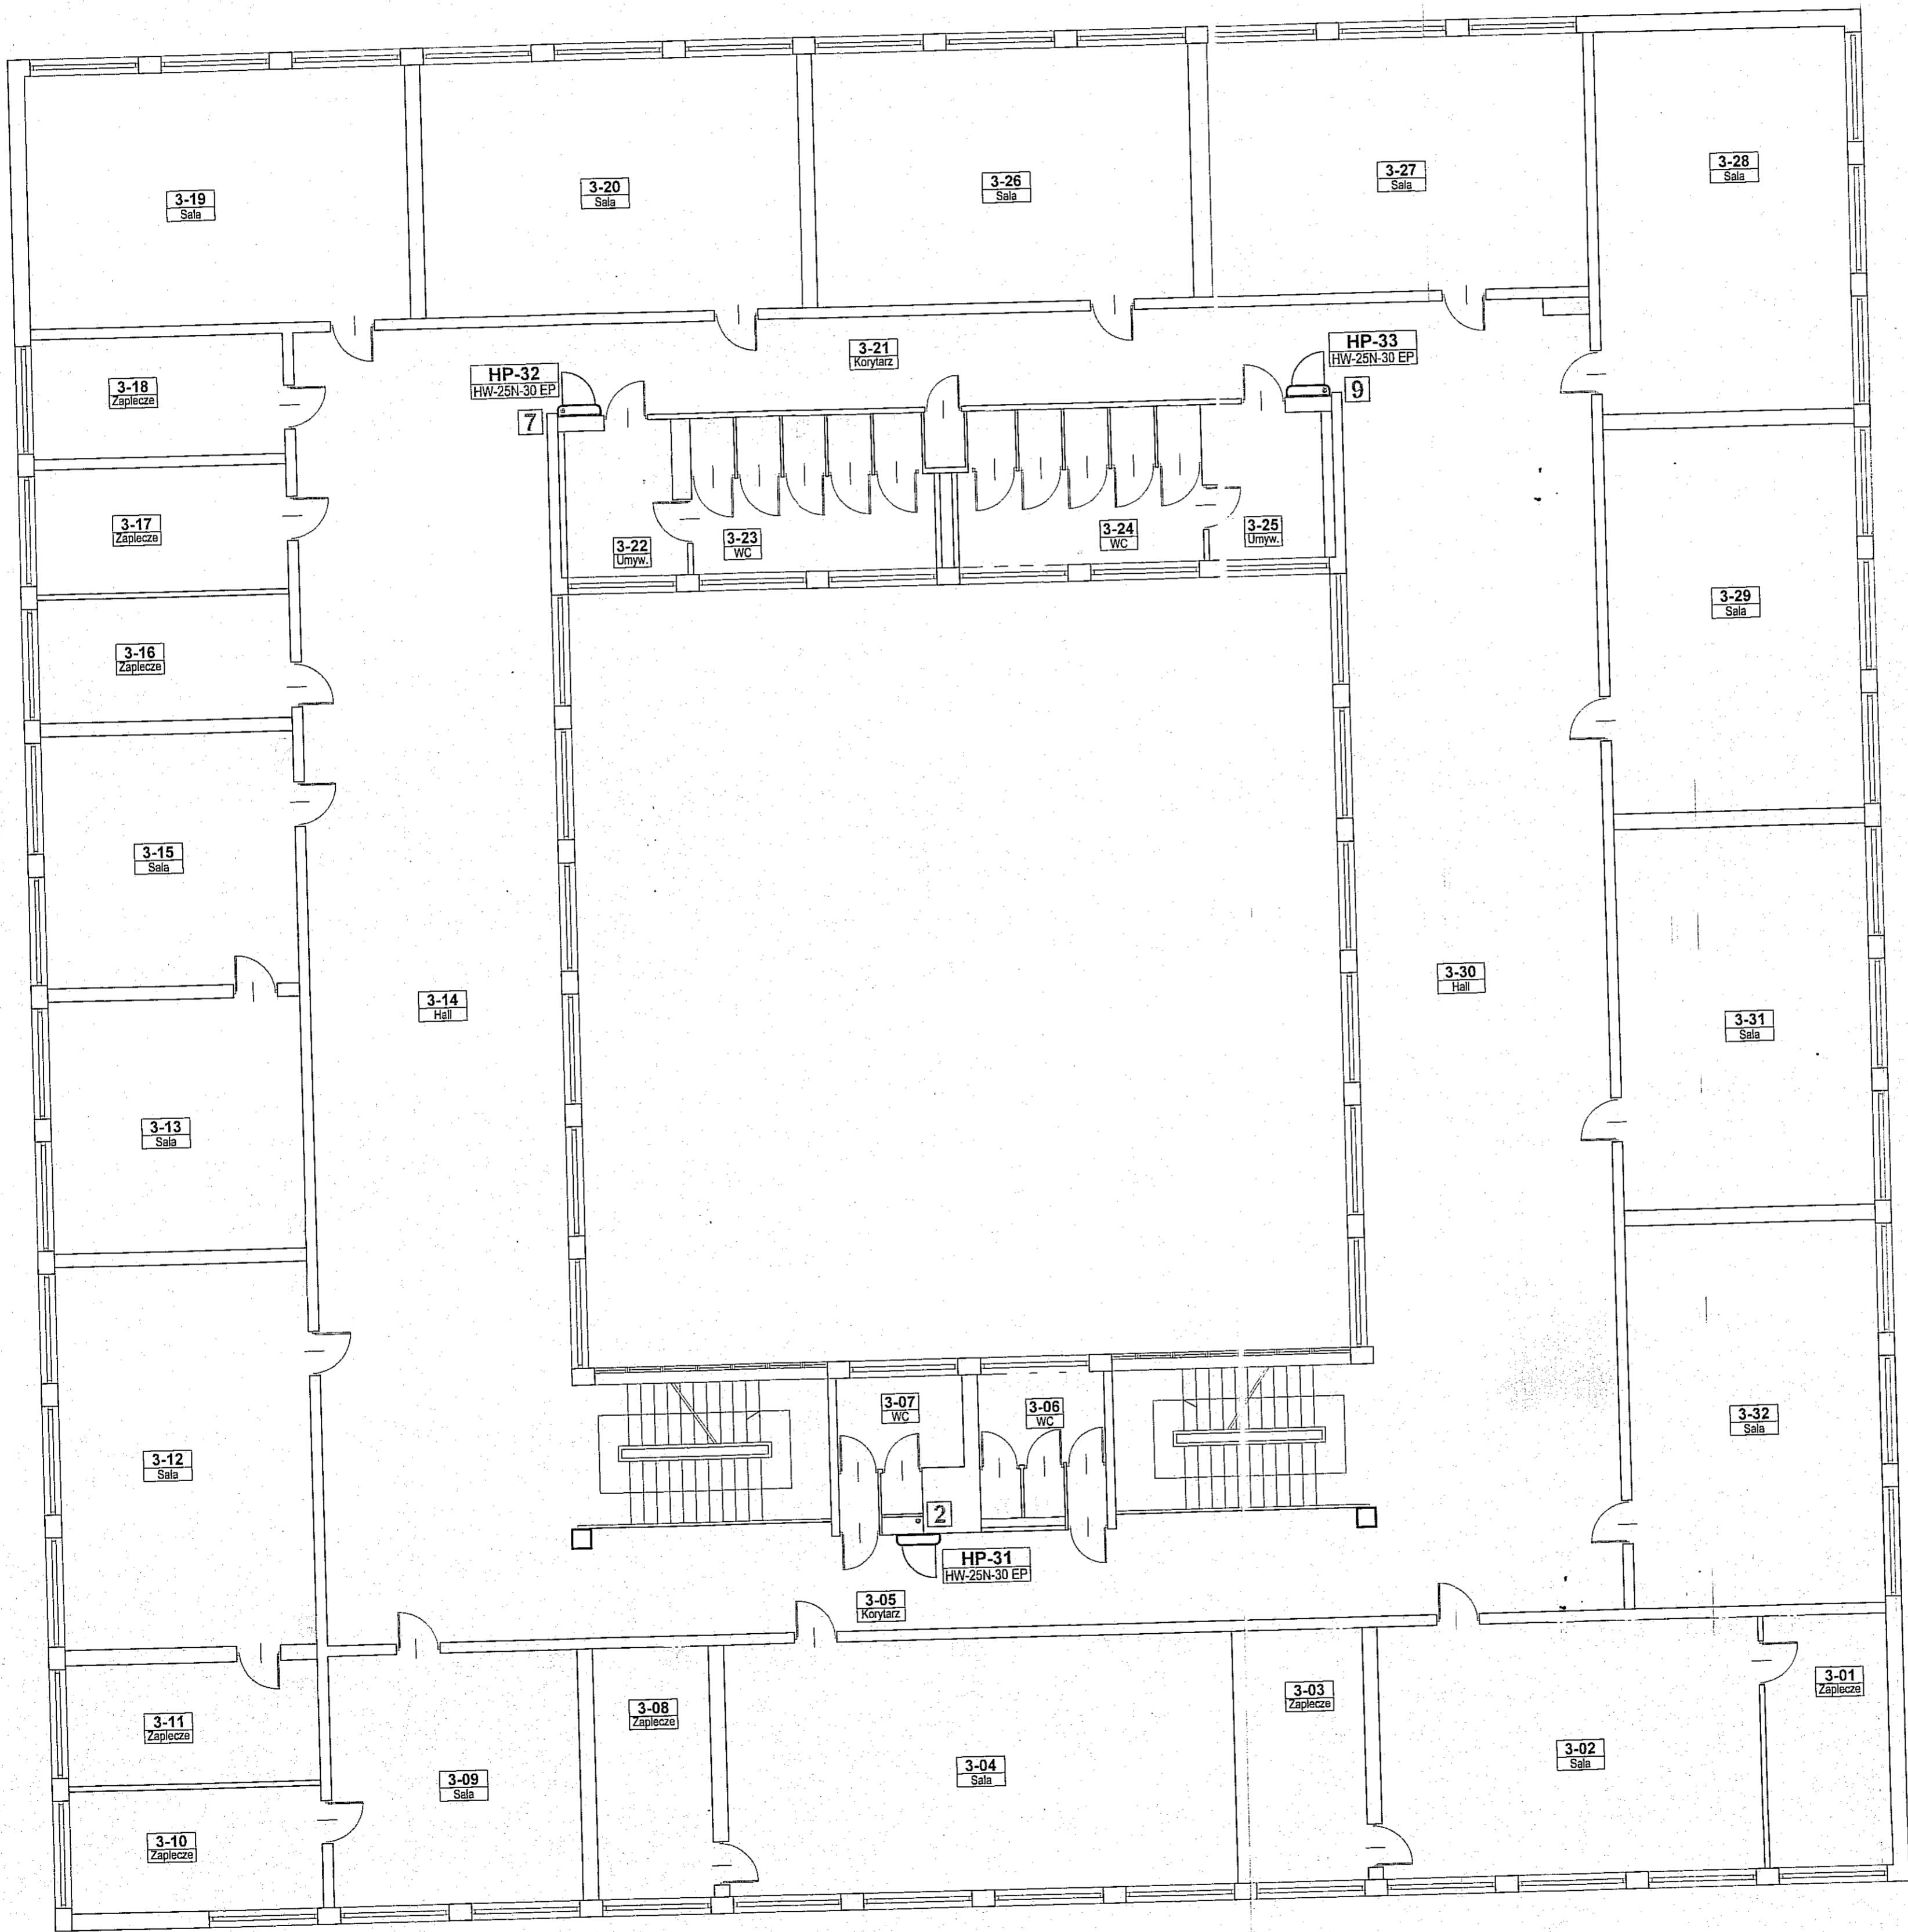 3-19
Sala
3-20
Sala
3-26
Sala
3-27
Sala
3-28
Sala
3-21
Korytarz
HP-32
HW-25N-30 EP
7
HP-33
HW-25N-30 EP
9
3-18
Zaplecze
3-17
Zaplecze
3-22
Umyw.
3-23
WC
3-24
WC
3-25
Umyw.
3-29
Sala
3-16
Zaplecze
3-15
Sala
3-14
Hall
3-30
Hall
3-31
Sala
3-13
Sala
3-12
Sala
3-07
WC
3-06
WC
3-32
Sala
2
HP-31
HW-25N-30 EP
3-05
Korytarz
3-11
Zaplecze
3-08
Zaplecze
3-03
Zaplecze
3-01
Zaplecze
3-09
Sala
3-04
Sala
3-02
Sala
3-10
Zaplecze